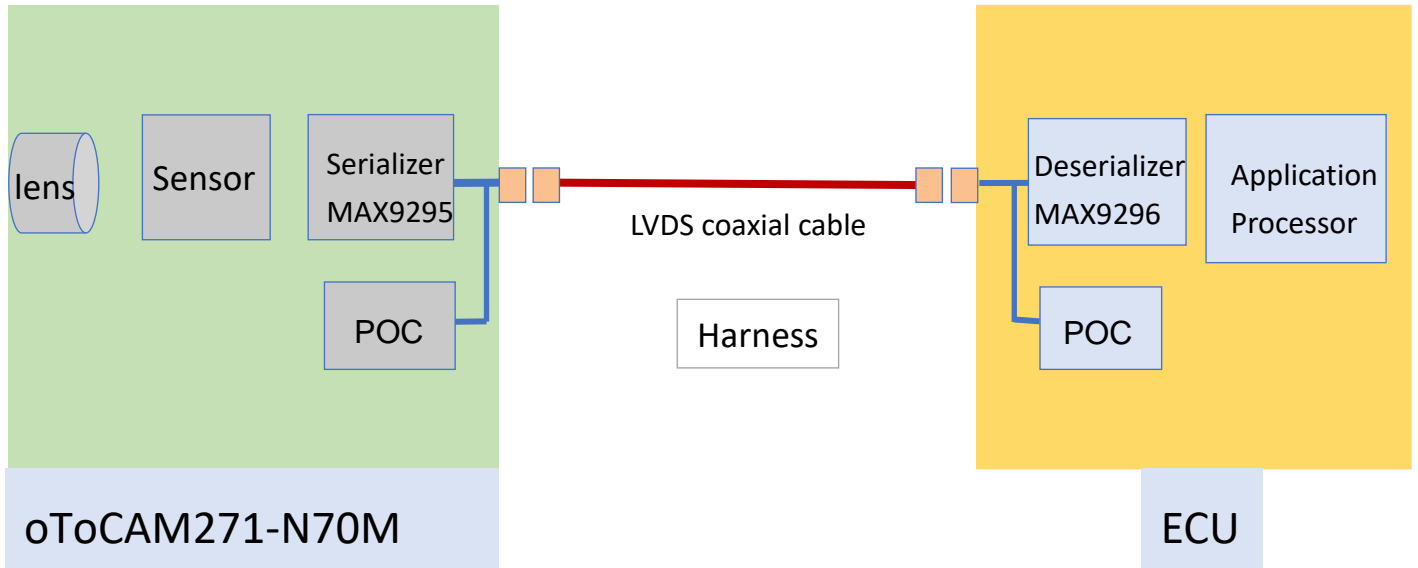 lens
Sensor
Serializer
MAX9295
POC
LVDS coaxial cable
Harness
Deserializer
MAX9296
Application
Processor
POC
oToCAM271-N70M
ECU